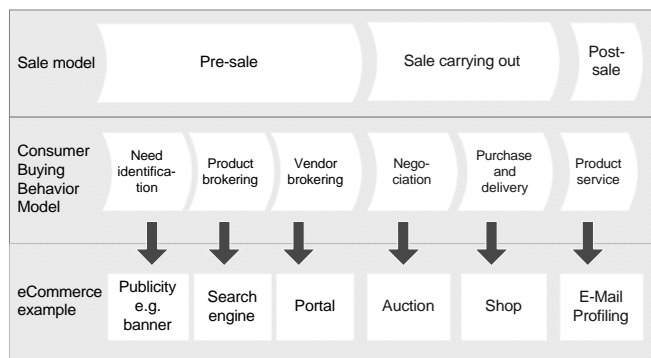 Sale model
Pre-sale
Sale carrying out
Post-
sale
Consumer
Buying
Behavior
Model
Need
identifica-
tion
Product
brokering
Vendor
brokering
Nego-
ciation
Purchase
and
delivery
Product
service
eCommerce
example
Publicity
e.g.
banner
Search
engine
Portal
Auction
Shop
E-Mail
Profiling